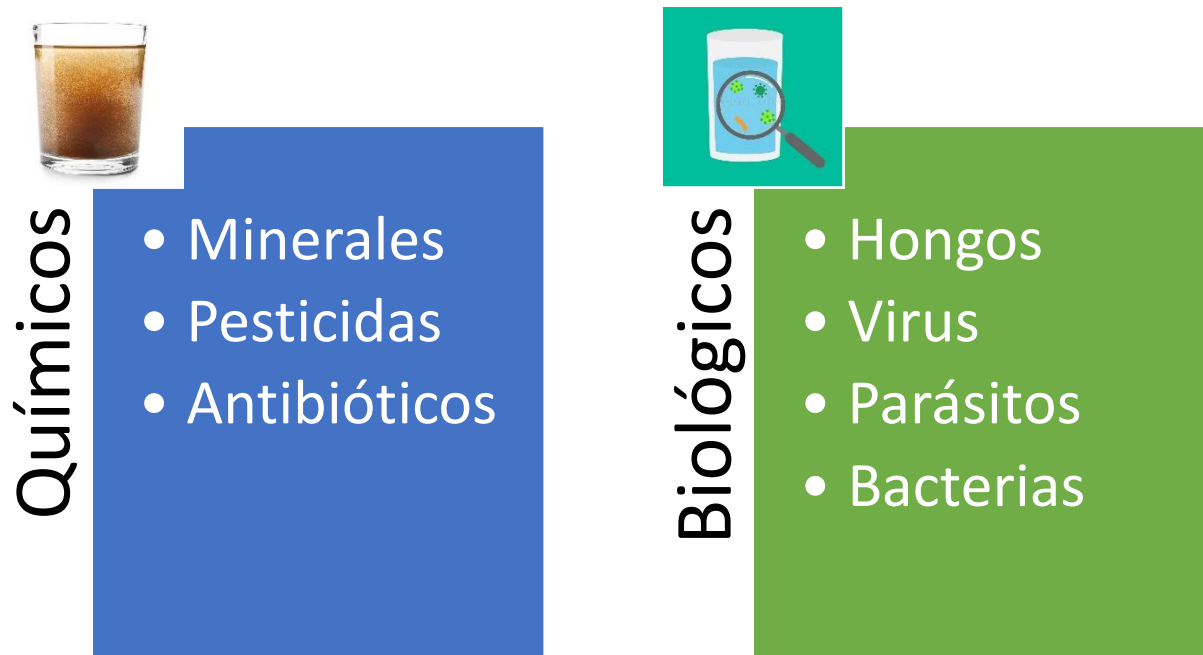 Químicos
• Minerales
• Pesticidas
• Antibióticos
Biológicos
• Hongos
• Virus
• Parásitos
• Bacterias